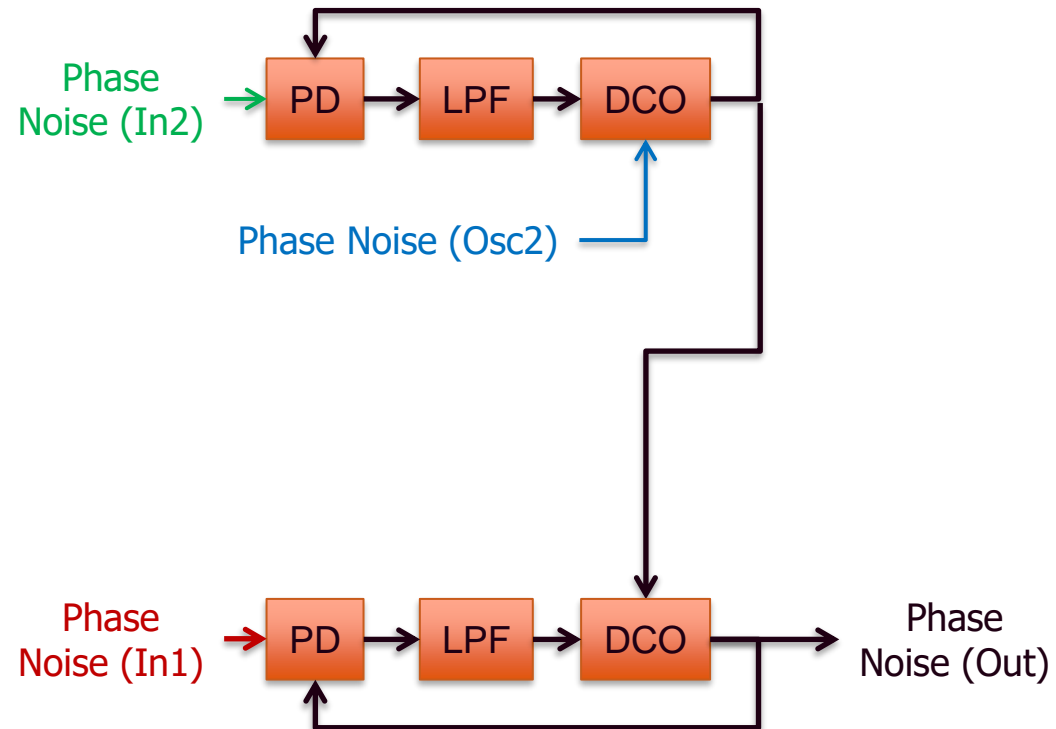 Phase
Noise (In2)
PD
LPF
DCO
Phase Noise (Osc2)
Phase
Noise (In1)
PD
LPF
DCO
Phase
Noise (Out)